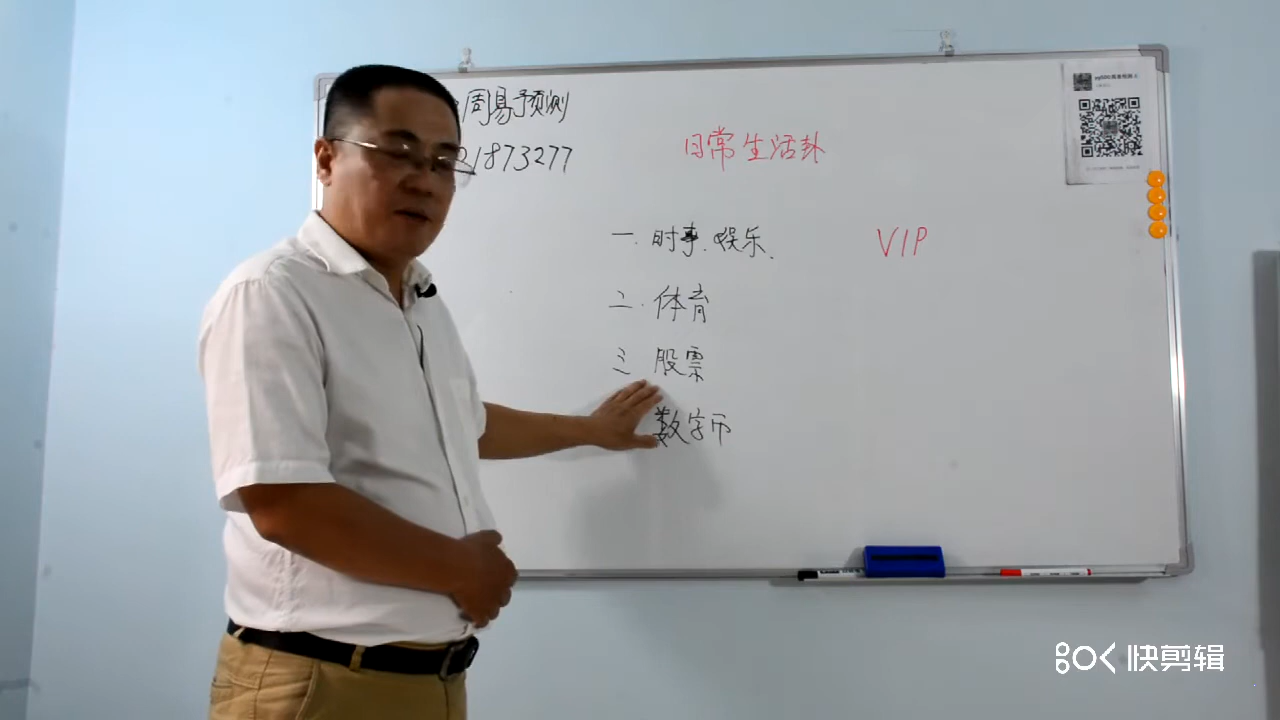 周易预测
21873277
日常生活卦
一.时事.娱乐.
VIP
二.体育
三 股票
数字币
快剪辑